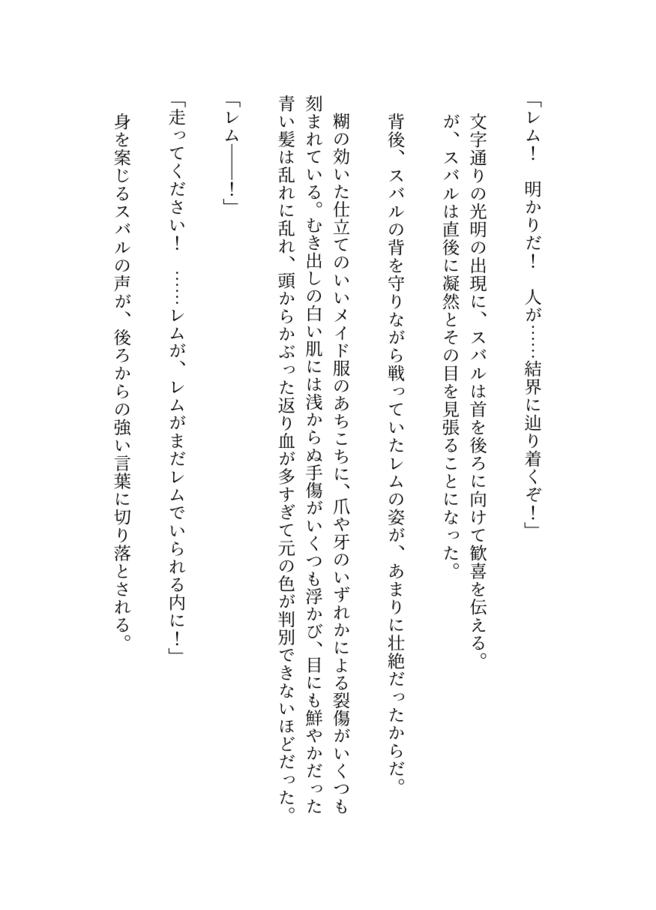 「レム！　明かりだ！　人が……結界に辿り着くぞ！」
　文字通りの光明の出現に、スバルは首を後ろに向けて歓喜を伝える。
　が、スバルは直後に凝然とその目を見張ることになった。
　背後、スバルの背を守りながら戦っていたレムの姿が、あまりに壮絶だったからだ。
　糊の効いた仕立てのいいメイド服のあちこちに、爪や牙のいずれかによる裂傷がいくつも
刻まれている。むき出しの白い肌には浅からぬ手傷がいくつも浮かび、目にも鮮やかだった
青い髪は乱れに乱れ、頭からかぶった返り血が多すぎて元の色が判別できないほどだった。
「レム――！」
「走ってください！　……レムが、レムがまだレムでいられる内に！」
　身を案じるスバルの声が、後ろからの強い言葉に切り落とされる。